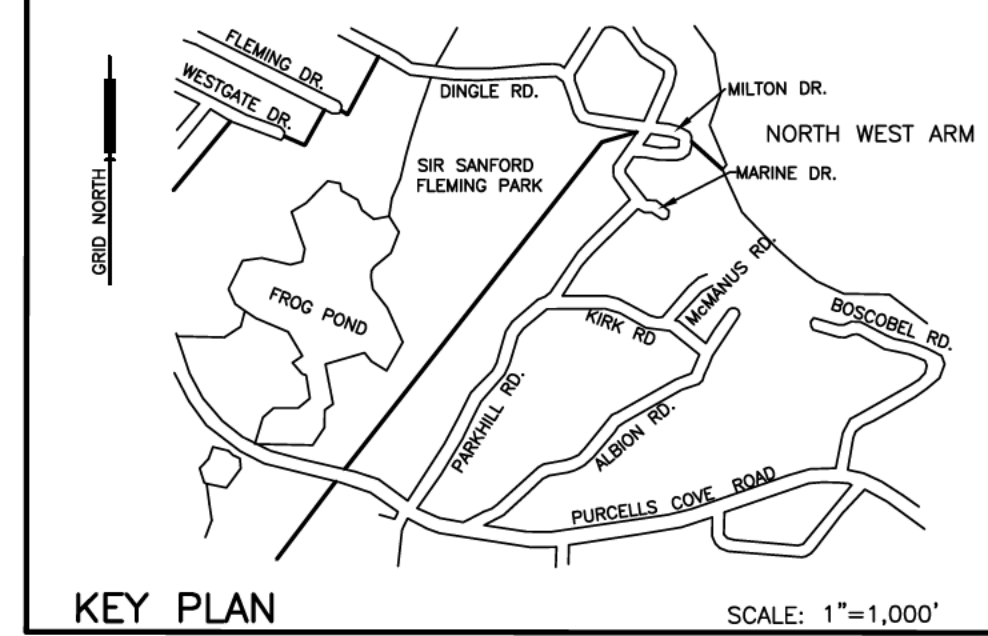 FLEMING DR.
WESTGATE DR.
DINGLE RD.
MILTON DR.
NORTH WEST ARM
SIR SANFORD
FLEMING PARK
MARINE DR.
GRID NORTH
McMANUS RD.
FROG POND
KIRK RD
BOSCOBEL RD.
PARKHILL RD.
ALBION RD.
PURCELLS COVE ROAD
KEY PLAN
SCALE: 1"=1,000'